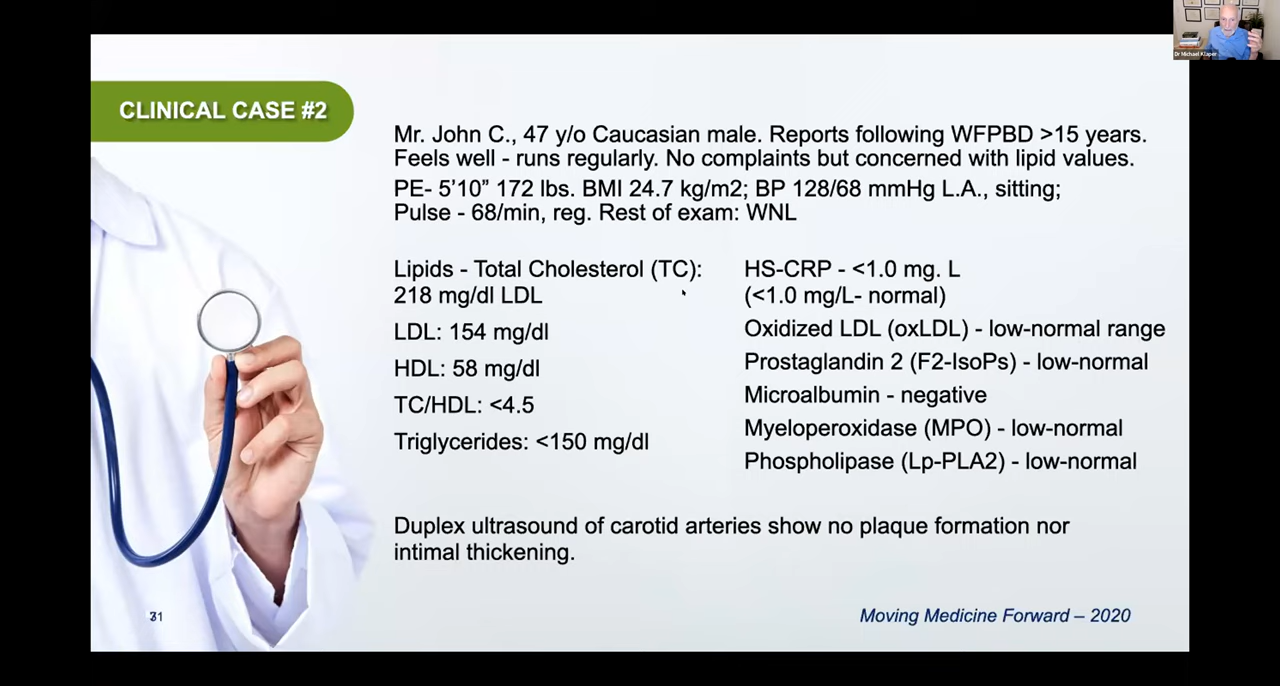 Dr Michael Klaper
CLINICAL CASE #2
Mr. John C., 47 y/o Caucasian male. Reports following WFPBD >15 years.
Feels well - runs regularly. No complaints but concerned with lipid values.
PE- 5'10” 172 lbs. BMI 24.7 kg/m2; BP 128/68 mmHg L.A., sitting;
Pulse - 68/min, reg. Rest of exam: WNL
Lipids - Total Cholesterol (TC):
218 mg/dl LDL
LDL: 154 mg/dl
HDL: 58 mg/dl
TC/HDL: <4.5
Triglycerides: <150 mg/dl
HS-CRP - <1.0 mg. L
(<1.0 mg/L- normal)
Oxidized LDL (oxLDL) - low-normal range
Prostaglandin 2 (F2-IsoPs) - low-normal
Microalbumin - negative
Myeloperoxidase (MPO) - low-normal
Phospholipase (Lp-PLA2) - low-normal
Duplex ultrasound of carotid arteries show no plaque formation nor
intimal thickening.
Moving Medicine Forward – 2020